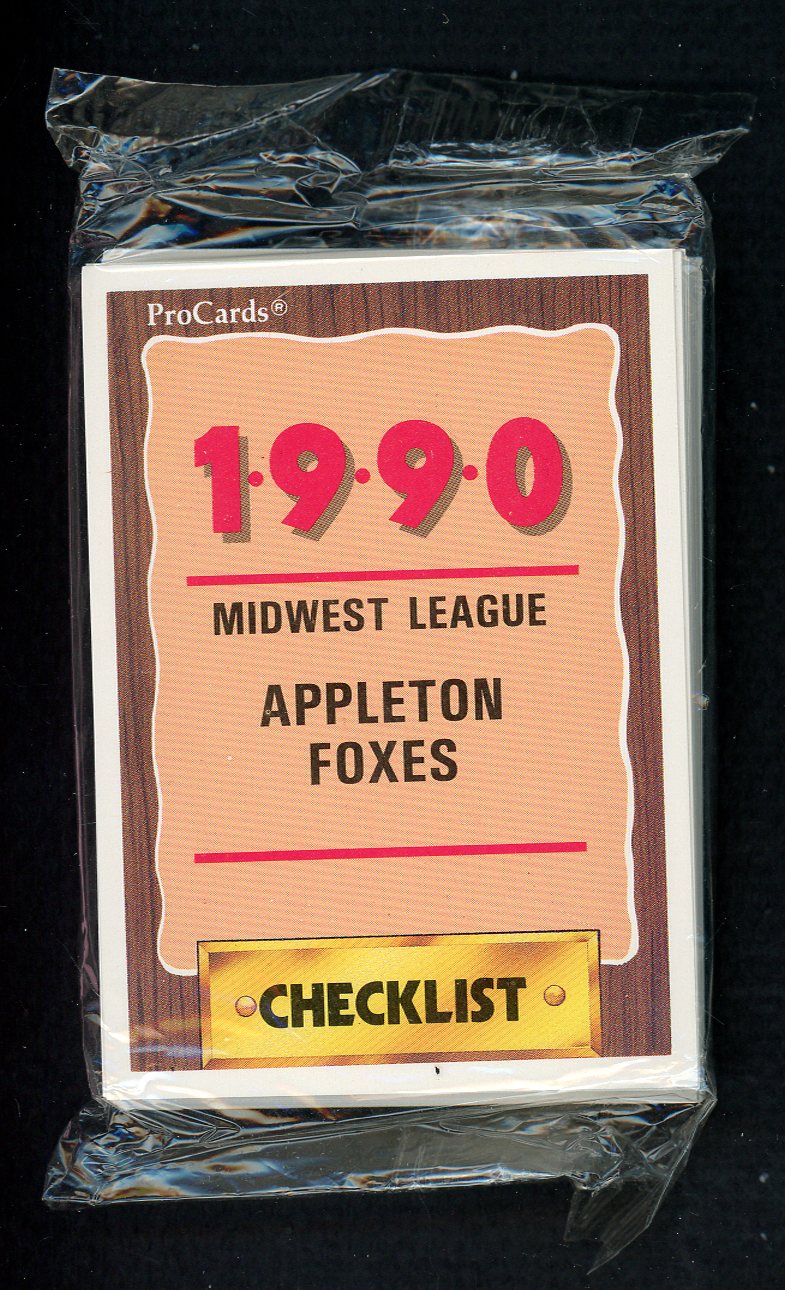 ProCards®
1·9·9·0
MIDWEST LEAGUE
APPLETON
FOXES
CHECKLIST